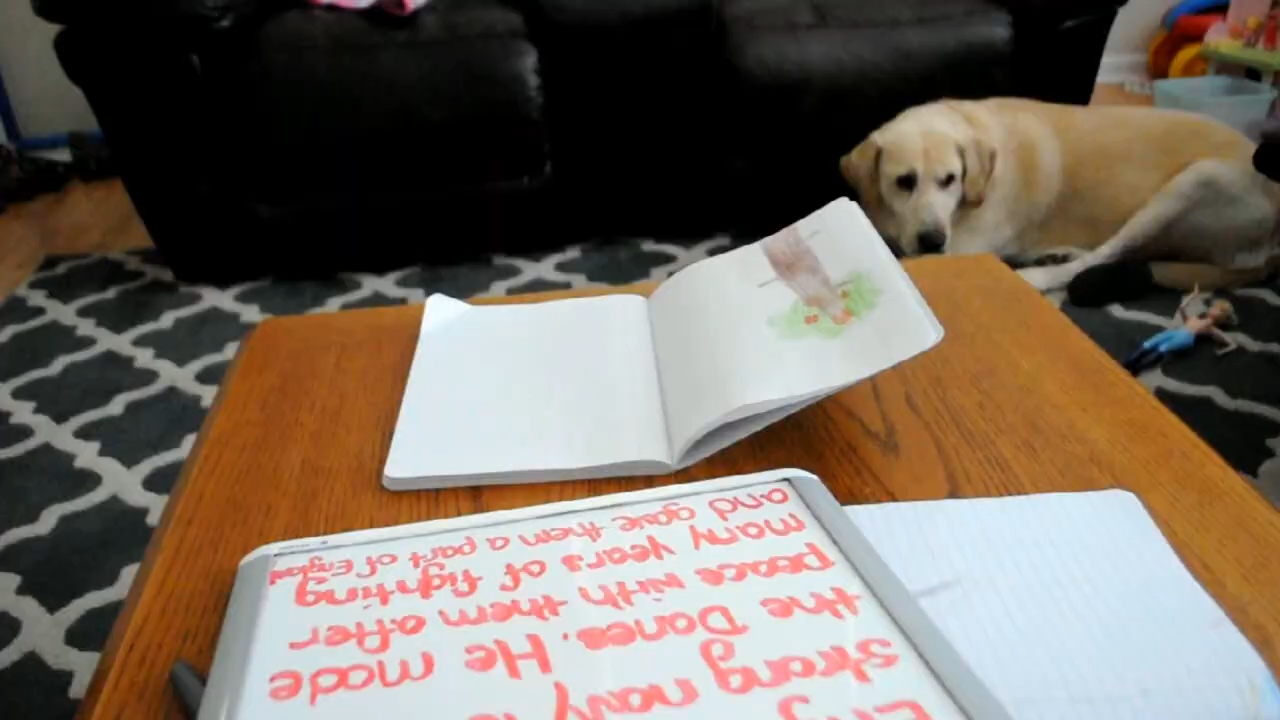 strong navy
the Danes. He made
peace with them after
many years of fighting
and gave them a part of